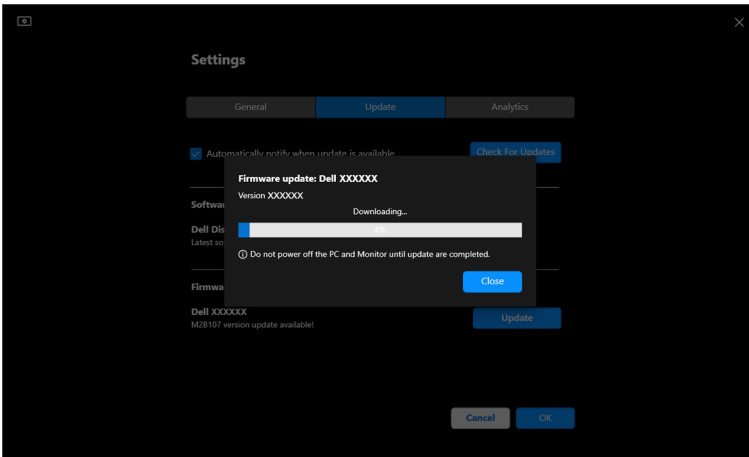 Settings
General
Update
Analytics
Automatically notify when update is available
Check For Updates
Firmware update: Dell XXXXXX
Version XXXXXX
Downloading...
4%
Do not power off the PC and Monitor until update are completed.
Close
Softwa
Dell Dis
Latest so
Firmwa
Dell XXXXXX
M2B107 version update available!
Update
Cancel
OK